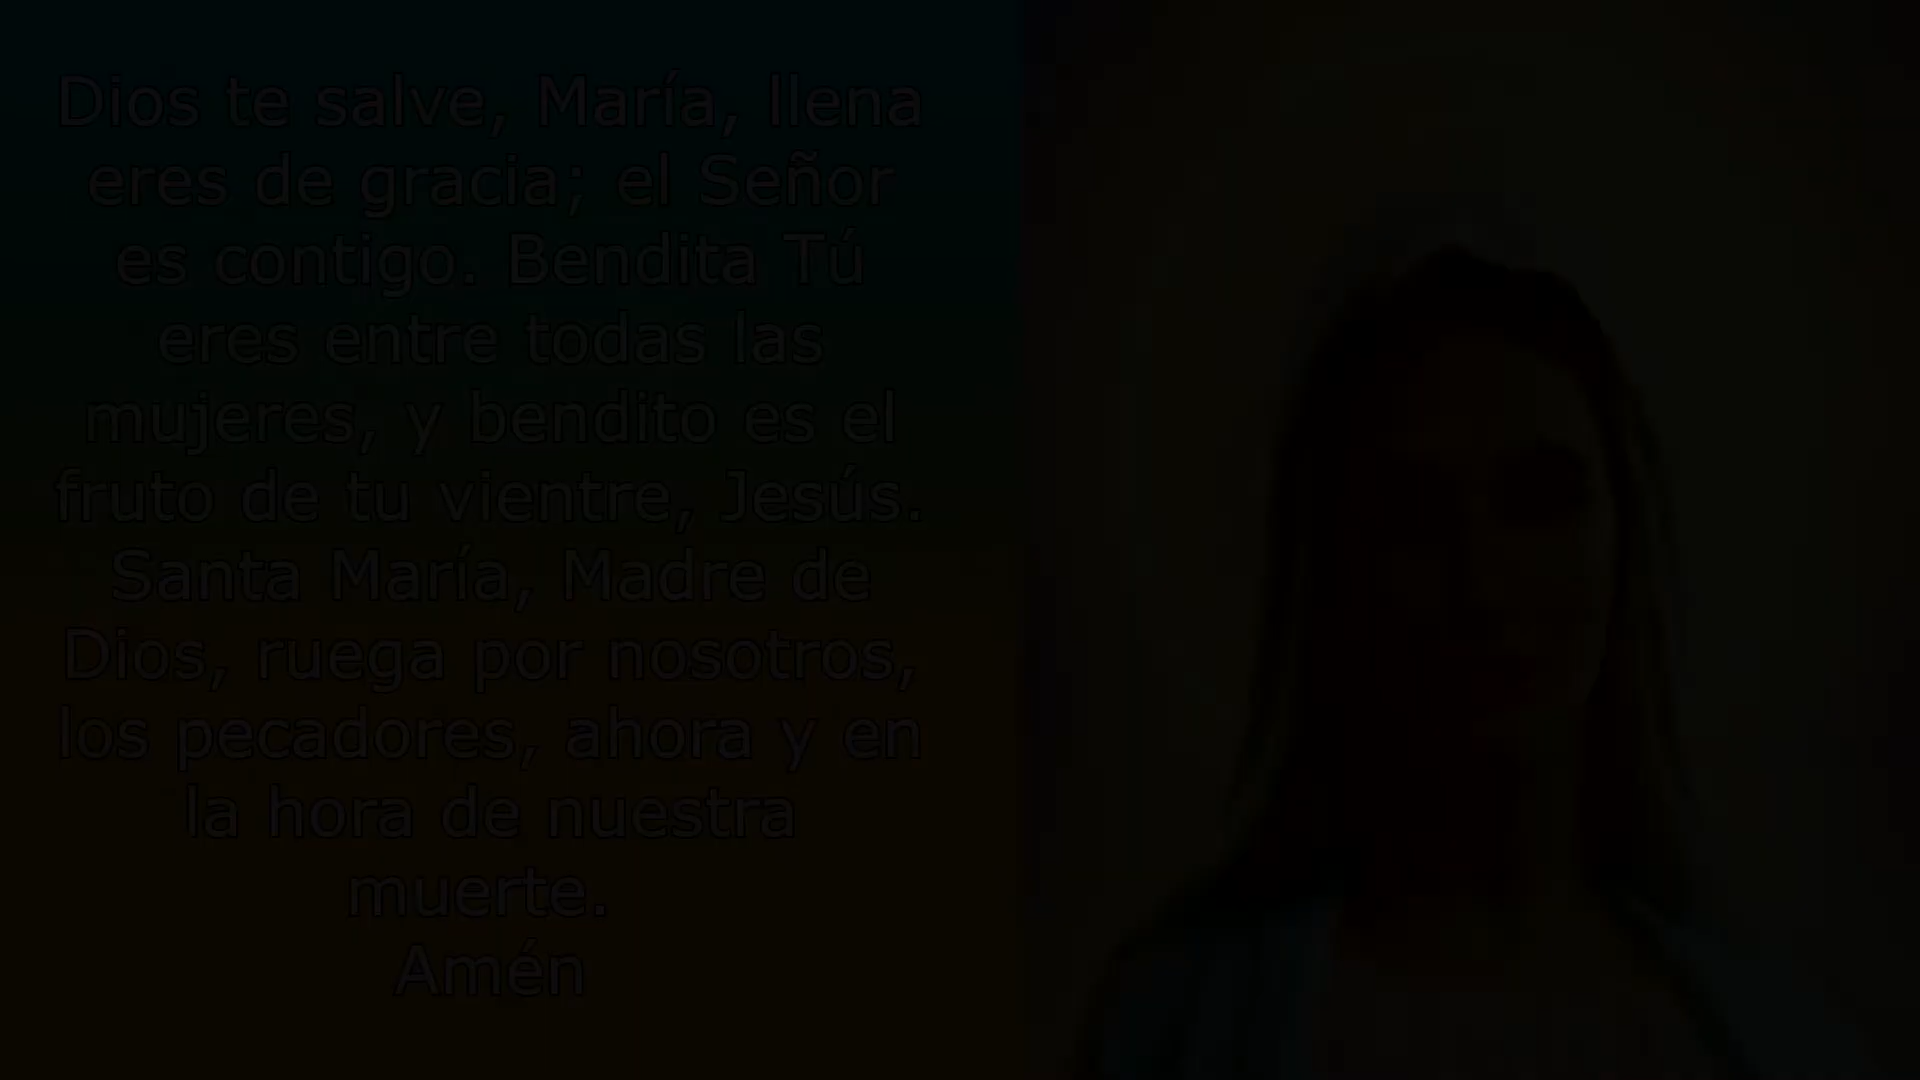 Dios te salve, María, llena
eres de gracia; el Señor
es contigo. Bendita Tú
eres entre todas las
mujeres, y bendito es el
fruto de tu vientre, Jesús.
Santa María, Madre de
Dios, ruega por nosotros,
los pecadores, ahora y en
la hora de nuestra
muerte.
Amén